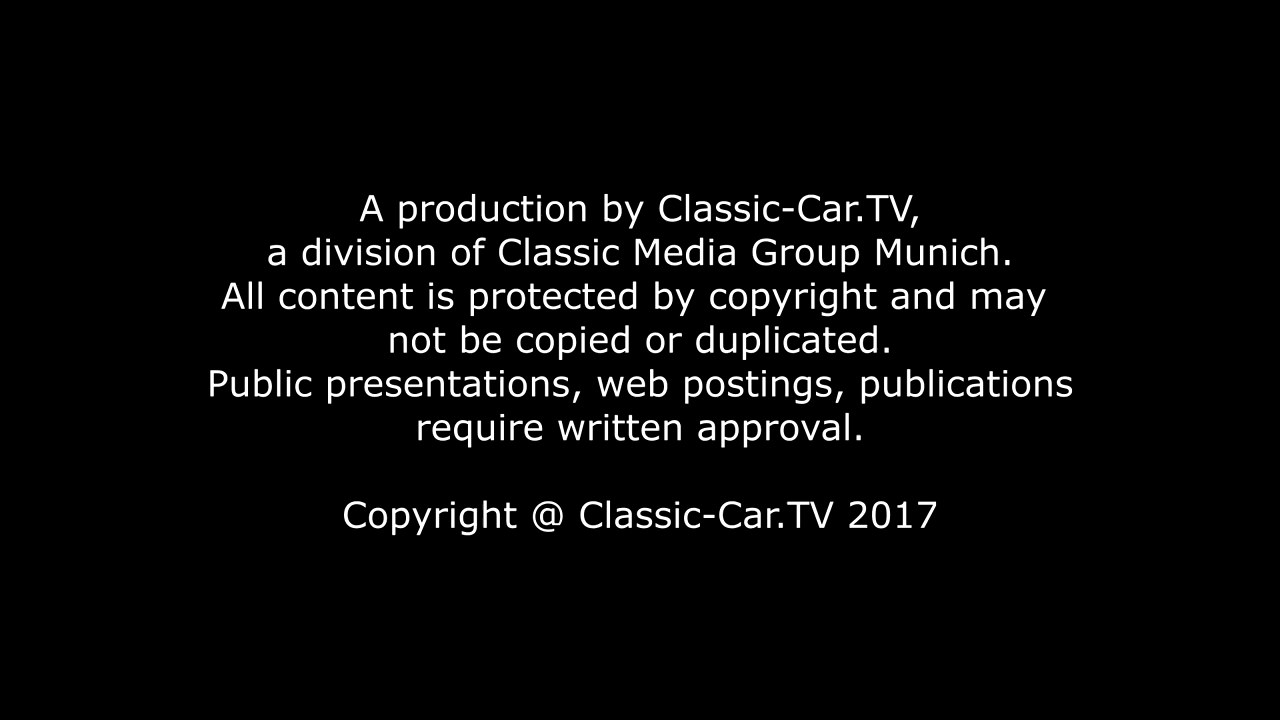 A production by Classic-Car.TV,
a division of Classic Media Group Munich.
All content is protected by copyright and may
not be copied or duplicated.
Public presentations, web postings, publications
require written approval.
Copyright @ Classic-Car.TV 2017